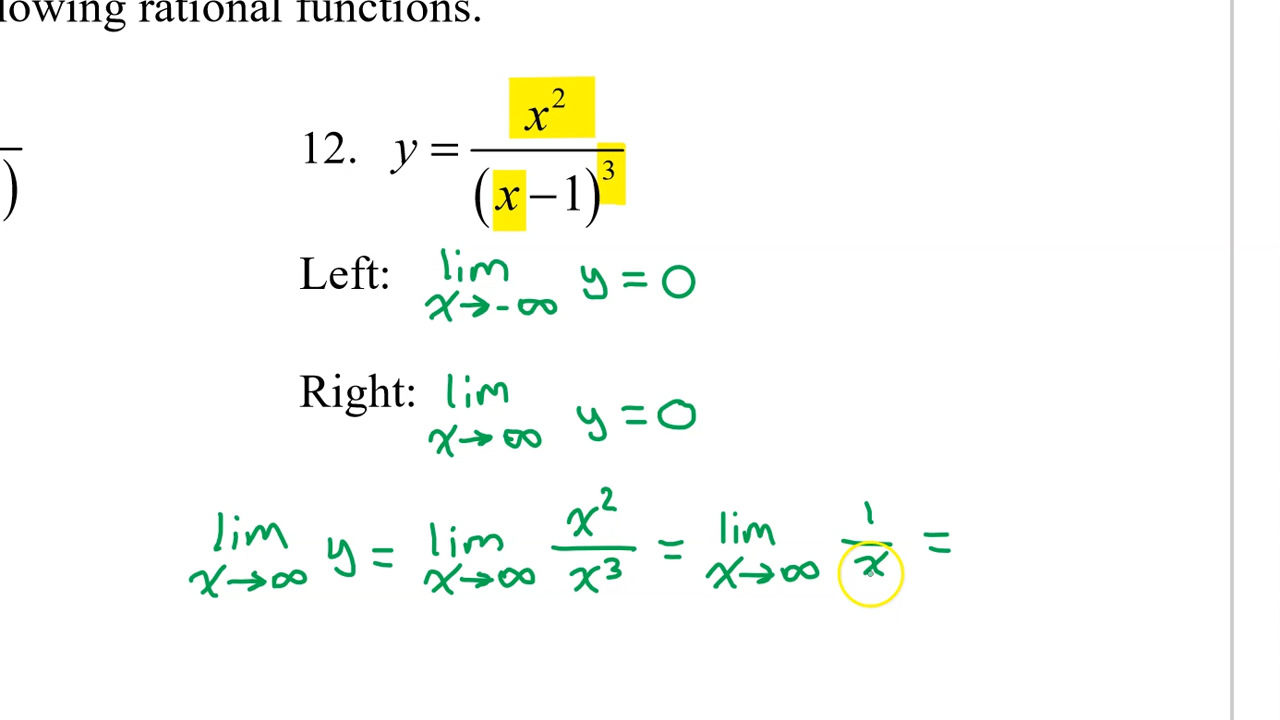 lowing rational functions.
)
12. y = x² / (x − 1)³
Left: lim x→-∞ y = 0
Right: lim x→∞ y = 0
lim x→∞ y = lim x→∞ x² / x³ = lim x→∞ 1 / x =